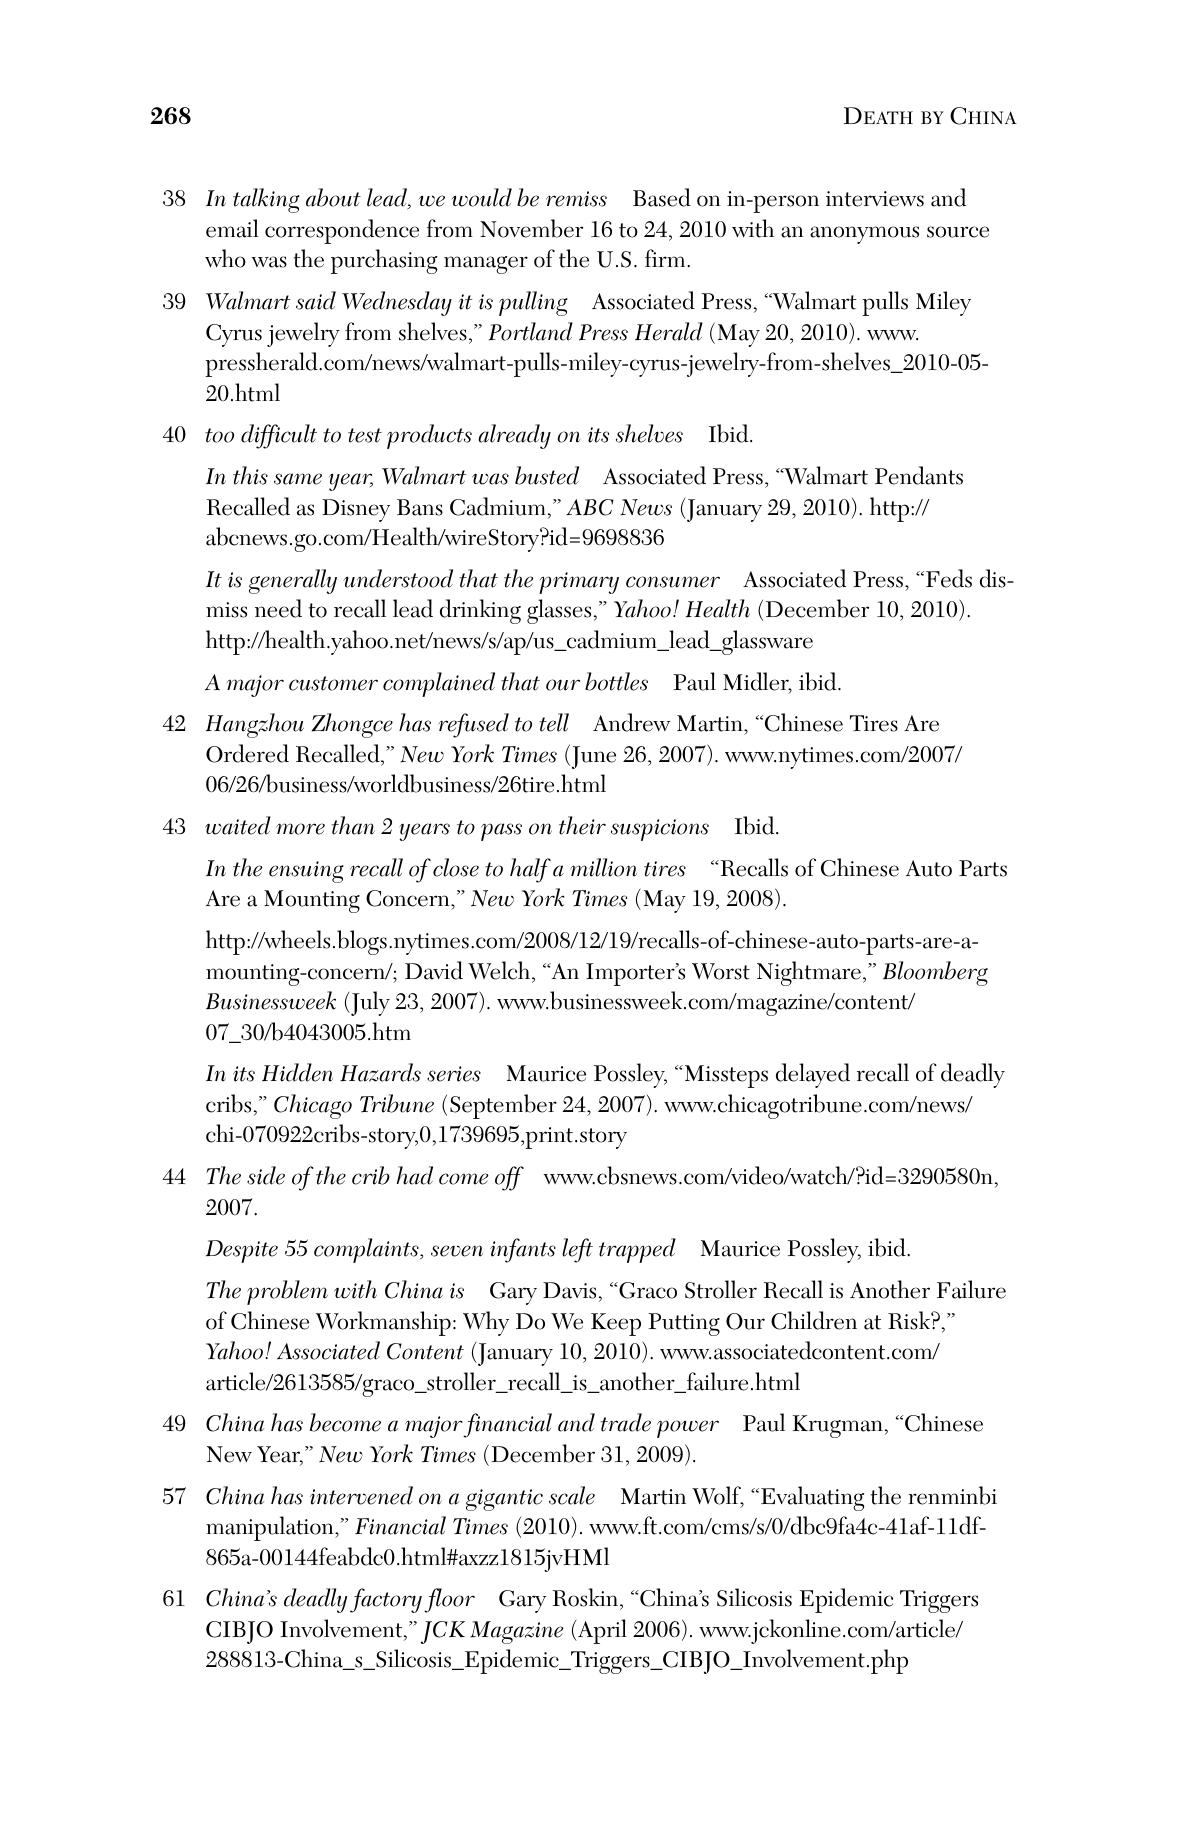 268 DEATH BY CHINA
38 In talking about lead, we would be remiss Based on in-person interviews and
email correspondence from November 16 to 24, 2010 with an anonymous source
who was the purchasing manager of the U.S. firm.
39 Walmart said Wednesday it is pulling Associated Press, “Walmart pulls Miley
Cyrus jewelry from shelves,” Portland Press Herald (May 20, 2010). www.
pressherald.com/news/walmart-pulls-miley-cyrus-jewelry-from-shelves_2010-05-
20.html
40 too difficult to test products already on its shelves Ibid.
In this same year, Walmart was busted Associated Press, “Walmart Pendants
Recalled as Disney Bans Cadmium,” ABC News (January 29, 2010). http://
abcnews.go.com/Health/wireStory?id=9698836
It is generally understood that the primary consumer Associated Press, “Feds dis-
miss need to recall lead drinking glasses,” Yahoo! Health (December 10, 2010).
http://health.yahoo.net/news/s/ap/us_cadmium_lead_glassware
A major customer complained that our bottles Paul Midler, ibid.
42 Hangzhou Zhongce has refused to tell Andrew Martin, “Chinese Tires Are
Ordered Recalled,” New York Times (June 26, 2007). www.nytimes.com/2007/
06/26/business/worldbusiness/26tire.html
43 waited more than 2 years to pass on their suspicions Ibid.
In the ensuing recall of close to half a million tires “Recalls of Chinese Auto Parts
Are a Mounting Concern,” New York Times (May 19, 2008).
http://wheels.blogs.nytimes.com/2008/12/19/recalls-of-chinese-auto-parts-are-a-
mounting-concern/; David Welch, “An Importer’s Worst Nightmare,” Bloomberg
Businessweek (July 23, 2007). www.businessweek.com/magazine/content/
07_30/b4043005.htm
In its Hidden Hazards series Maurice Possley, “Missteps delayed recall of deadly
cribs,” Chicago Tribune (September 24, 2007). www.chicagotribune.com/news/
chi-070922cribs-story,0,1739695,print.story
44 The side of the crib had come off www.cbsnews.com/video/watch/?id=3290580n,
2007.
Despite 55 complaints, seven infants left trapped Maurice Possley, ibid.
The problem with China is Gary Davis, “Graco Stroller Recall is Another Failure
of Chinese Workmanship: Why Do We Keep Putting Our Children at Risk?,”
Yahoo! Associated Content (January 10, 2010). www.associatedcontent.com/
article/2613585/graco_stroller_recall_is_another_failure.html
49 China has become a major financial and trade power Paul Krugman, “Chinese
New Year,” New York Times (December 31, 2009).
57 China has intervened on a gigantic scale Martin Wolf, “Evaluating the renminbi
manipulation,” Financial Times (2010). www.ft.com/cms/s/0/dbc9fa4c-41af-11df-
865a-00144feabdc0.html#axzz1815jvHMl
61 China’s deadly factory floor Gary Roskin, “China’s Silicosis Epidemic Triggers
CIBJO Involvement,” JCK Magazine (April 2006). www.jckonline.com/article/
288813-China_s_Silicosis_Epidemic_Triggers_CIBJO_Involvement.php